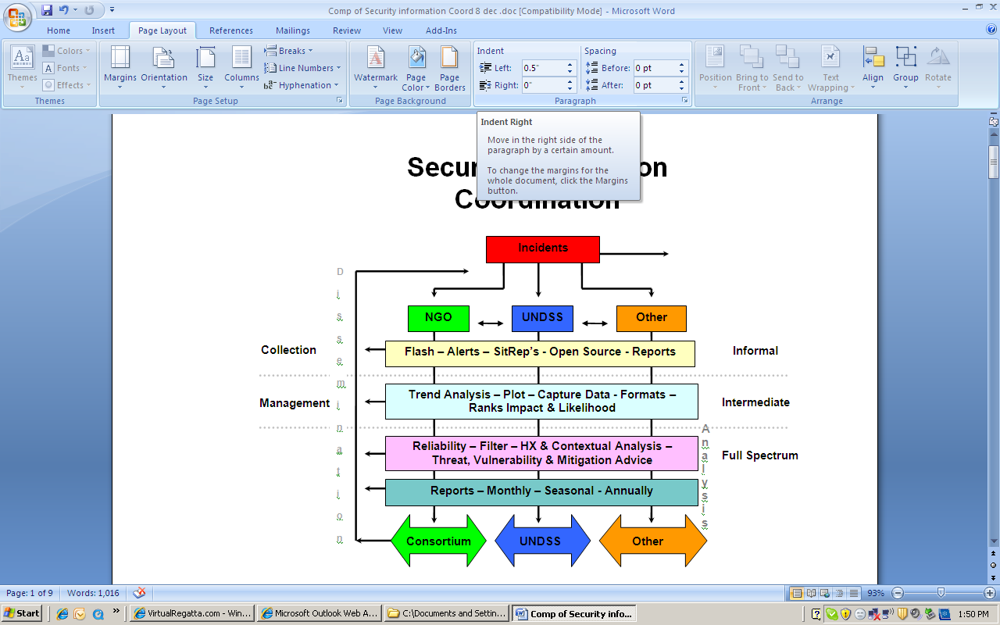 Comp of Security information Coord 8 dec .doc [Compatibility Mode] - Microsoft Word
Home Insert Page Layout References Mailings Review View Add-Ins
Themes
Colors
Fonts
Effects
Themes
Margins
Orientation
Size
Columns
Breaks
Line Numbers
Hyphenation
Page Setup
Watermark
Page Color
Page Borders
Page Background
Indent
Left: 0.5"
Right: 0"
Spacing
Before: 0 pt
After: 0 pt
Paragraph
Position
Bring to Front
Send to Back
Text Wrapping
Align
Group
Rotate
Arrange
Indent Right
Move in the right side of the
paragraph by a certain amount.
To change the margins for the
whole document, click the Margins
button.
Coordination
Incidents
NGO
UNDSS
Other
Dissemination
Collection
Flash – Alerts – SitRep's - Open Source - Reports
Informal
Management
Trend Analysis – Plot – Capture Data - Formats –
Ranks Impact & Likelihood
Intermediate
Analysis
Reliability – Filter – HX & Contextual Analysis –
Threat, Vulnerability & Mitigation Advice
Full Spectrum
Reports – Monthly – Seasonal - Annually
Consortium
UNDSS
Other
Page: 1 of 9 Words: 1,016 93%
Start
VirtualRegatta.com - Win...
Microsoft Outlook Web A...
C:\Documents and Settin...
Comp of Security info...
1:50 PM